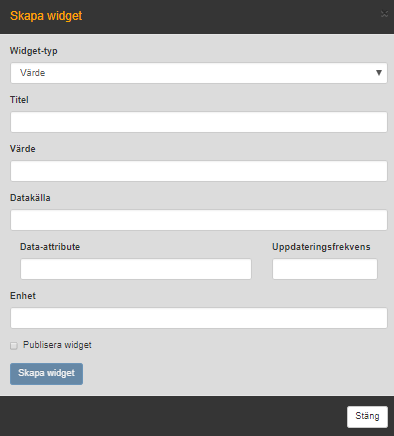 Skapa widget
×
Widget-typ
Värde
Titel
Värde
Datakälla
Data-attribute Uppdateringsfrekvens
Enhet
Publisera widget
Skapa widget
Stäng